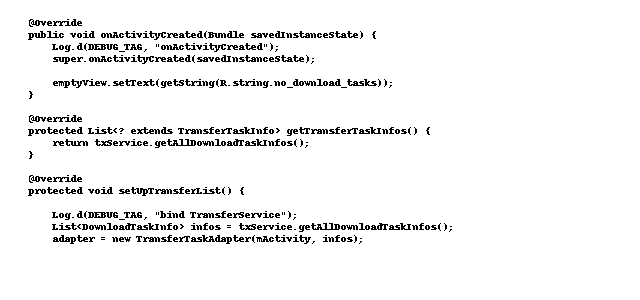 @Override
public void onActivityCreated(Bundle savedInstanceState) {
    Log.d(DEBUG_TAG, "onActivityCreated");
    super.onActivityCreated(savedInstanceState);

    emptyView.setText(getString(R.string.no_download_tasks));
}

@Override
protected List<? extends TransferTaskInfo> getTransferTaskInfos() {
    return txService.getAllDownloadTaskInfos();
}

@Override
protected void setUpTransferList() {

    Log.d(DEBUG_TAG, "bind TransferService");
    List<DownloadTaskInfo> infos = txService.getAllDownloadTaskInfos();
    adapter = new TransferTaskAdapter(mActivity, infos);